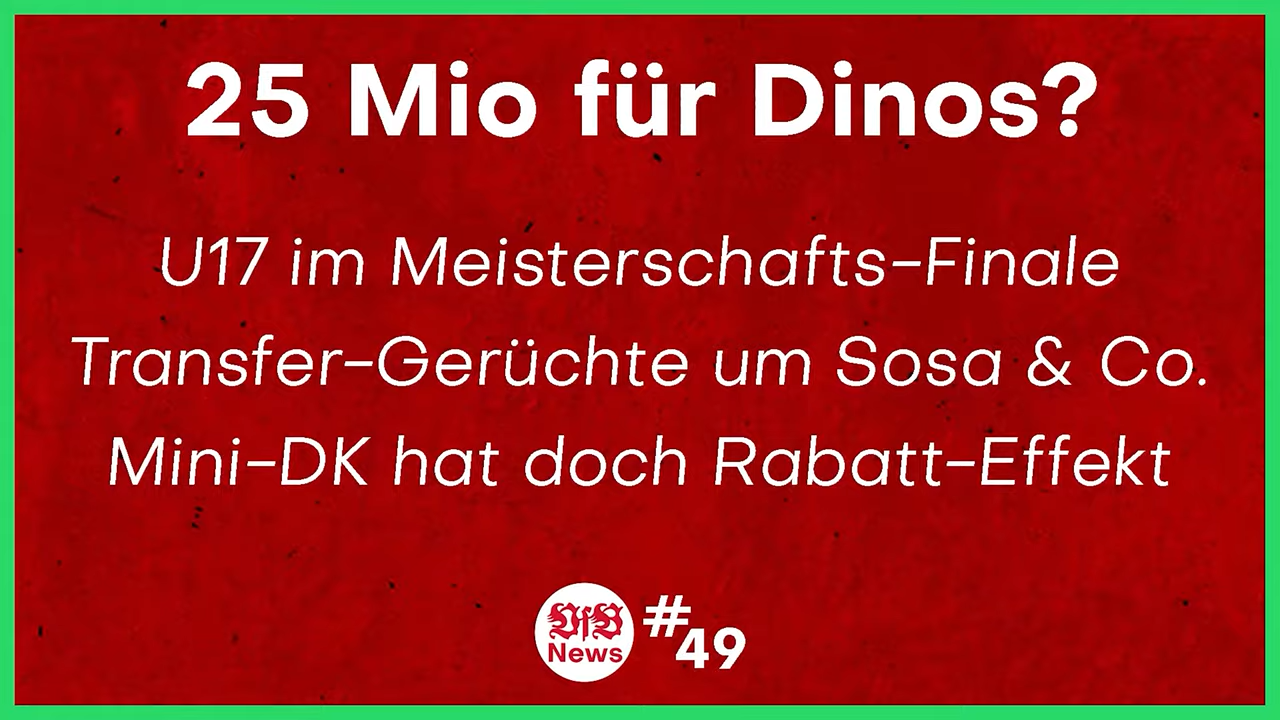 25 Mio für Dinos?
U17 im Meisterschafts-Finale
Transfer-Gerüchte um Sosa & Co.
Mini-DK hat doch Rabatt-Effekt
VfB
News
#49